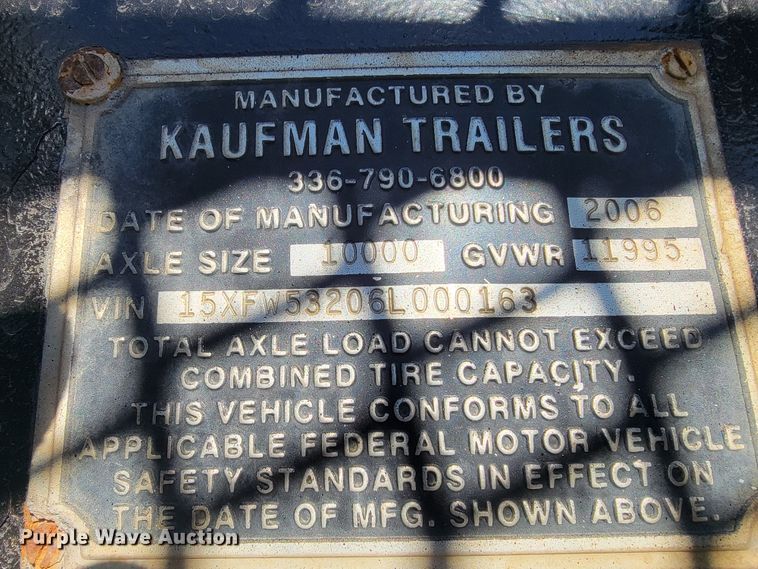 MANUFACTURED BY
KAUFMAN TRAILERS
336-790-6800
DATE OF MANUFACTURING 2006
AXLE SIZE 10000 GVWR 11995
VIN 15XFW53206L000163
TOTAL AXLE LOAD CANNOT EXCEED
COMBINED TIRE CAPACITY.
THIS VEHICLE CONFORMS TO ALL
APPLICABLE FEDERAL MOTOR VEHICLE
SAFETY STANDARDS IN EFFECT ON
THE DATE OF MFG. SHOWN ABOVE.
Purple Wave Auction